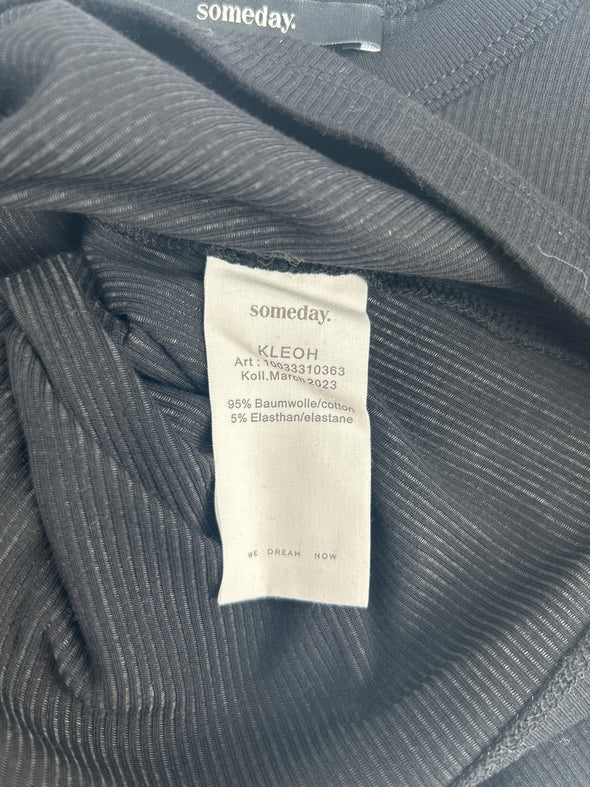 someday.
someday.
KLEOH
Art : 10033310363
Koll.March 2023
95% Baumwolle/cotton
5% Elasthan/elastane
WE DREAM NOW